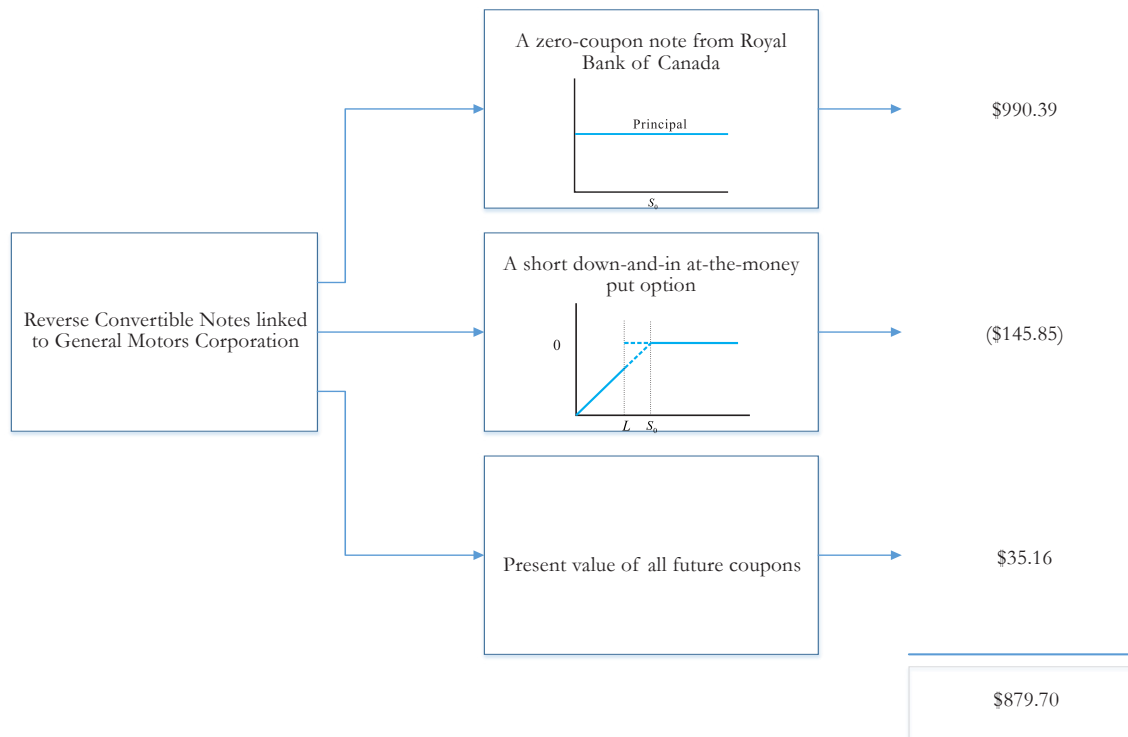 A zero-coupon note from Royal
Bank of Canada
Principal
S₀
$990.39
Reverse Convertible Notes linked
to General Motors Corporation
A short down-and-in at-the-money
put option
0
L S₀
($145.85)
Present value of all future coupons
$35.16
$879.70